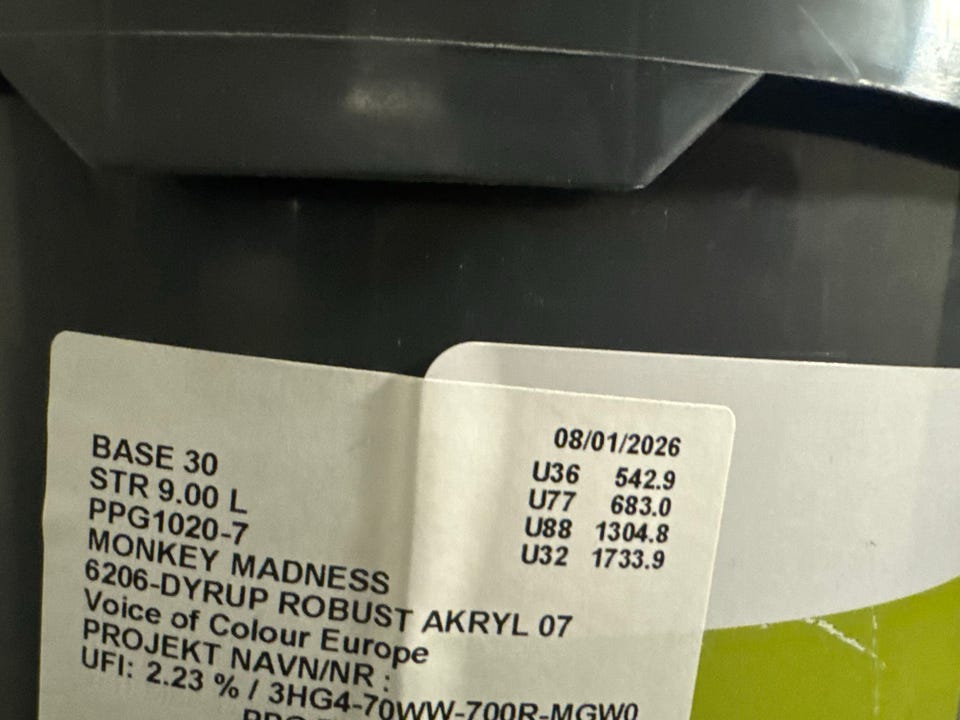 08/01/2026
BASE 30
U36 542.9
STR 9.00 L
U77 683.0
PPG1020-7
U88 1304.8
MONKEY MADNESS
U32 1733.9
6206-DYRUP ROBUST AKRYL 07
Voice of Colour Europe
PROJEKT NAVN/NR :
UFI: 2.23 % / 3HG4-70WW-700R-MGW0